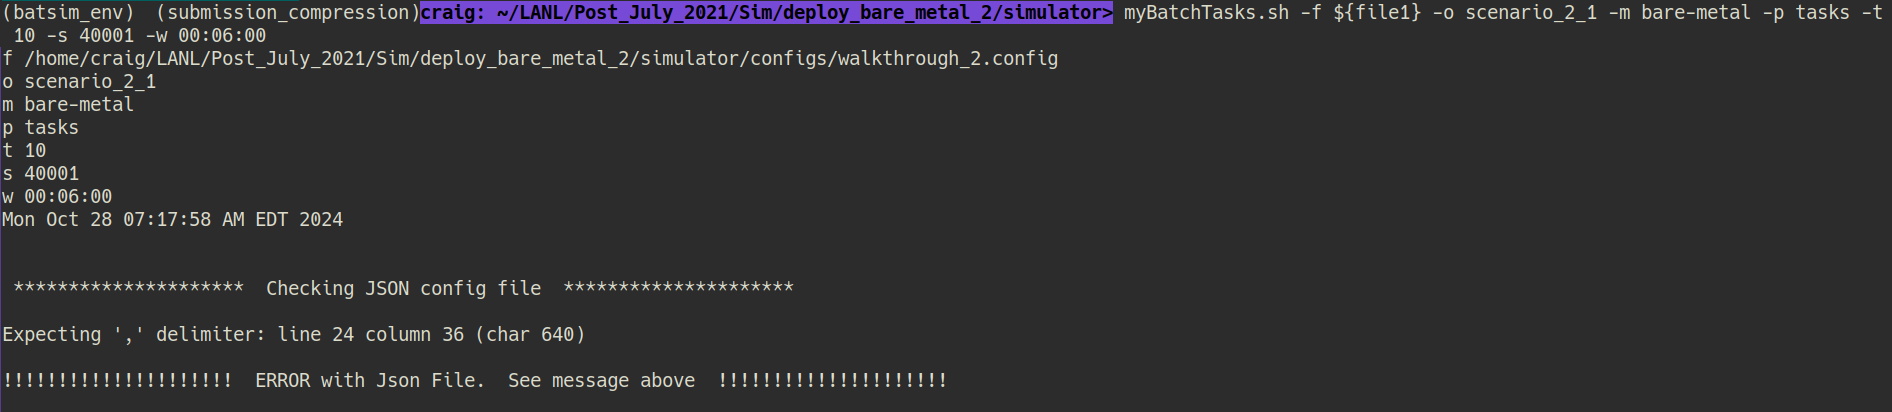 (batsim_env)  (submission_compression)craig: ~/LANL/Post_July_2021/Sim/deploy_bare_metal_2/simulator> myBatchTasks.sh -f ${file1} -o scenario_2_1 -m bare-metal -p tasks -t
 10 -s 40001 -w 00:06:00
f /home/craig/LANL/Post_July_2021/Sim/deploy_bare_metal_2/simulator/configs/walkthrough_2.config
o scenario_2_1
m bare-metal
p tasks
t 10
s 40001
w 00:06:00
Mon Oct 28 07:17:58 AM EDT 2024
 *********************  Checking JSON config file  *********************
Expecting ',' delimiter: line 24 column 36 (char 640)
!!!!!!!!!!!!!!!!!!!!!  ERROR with Json File.  See message above  !!!!!!!!!!!!!!!!!!!!!